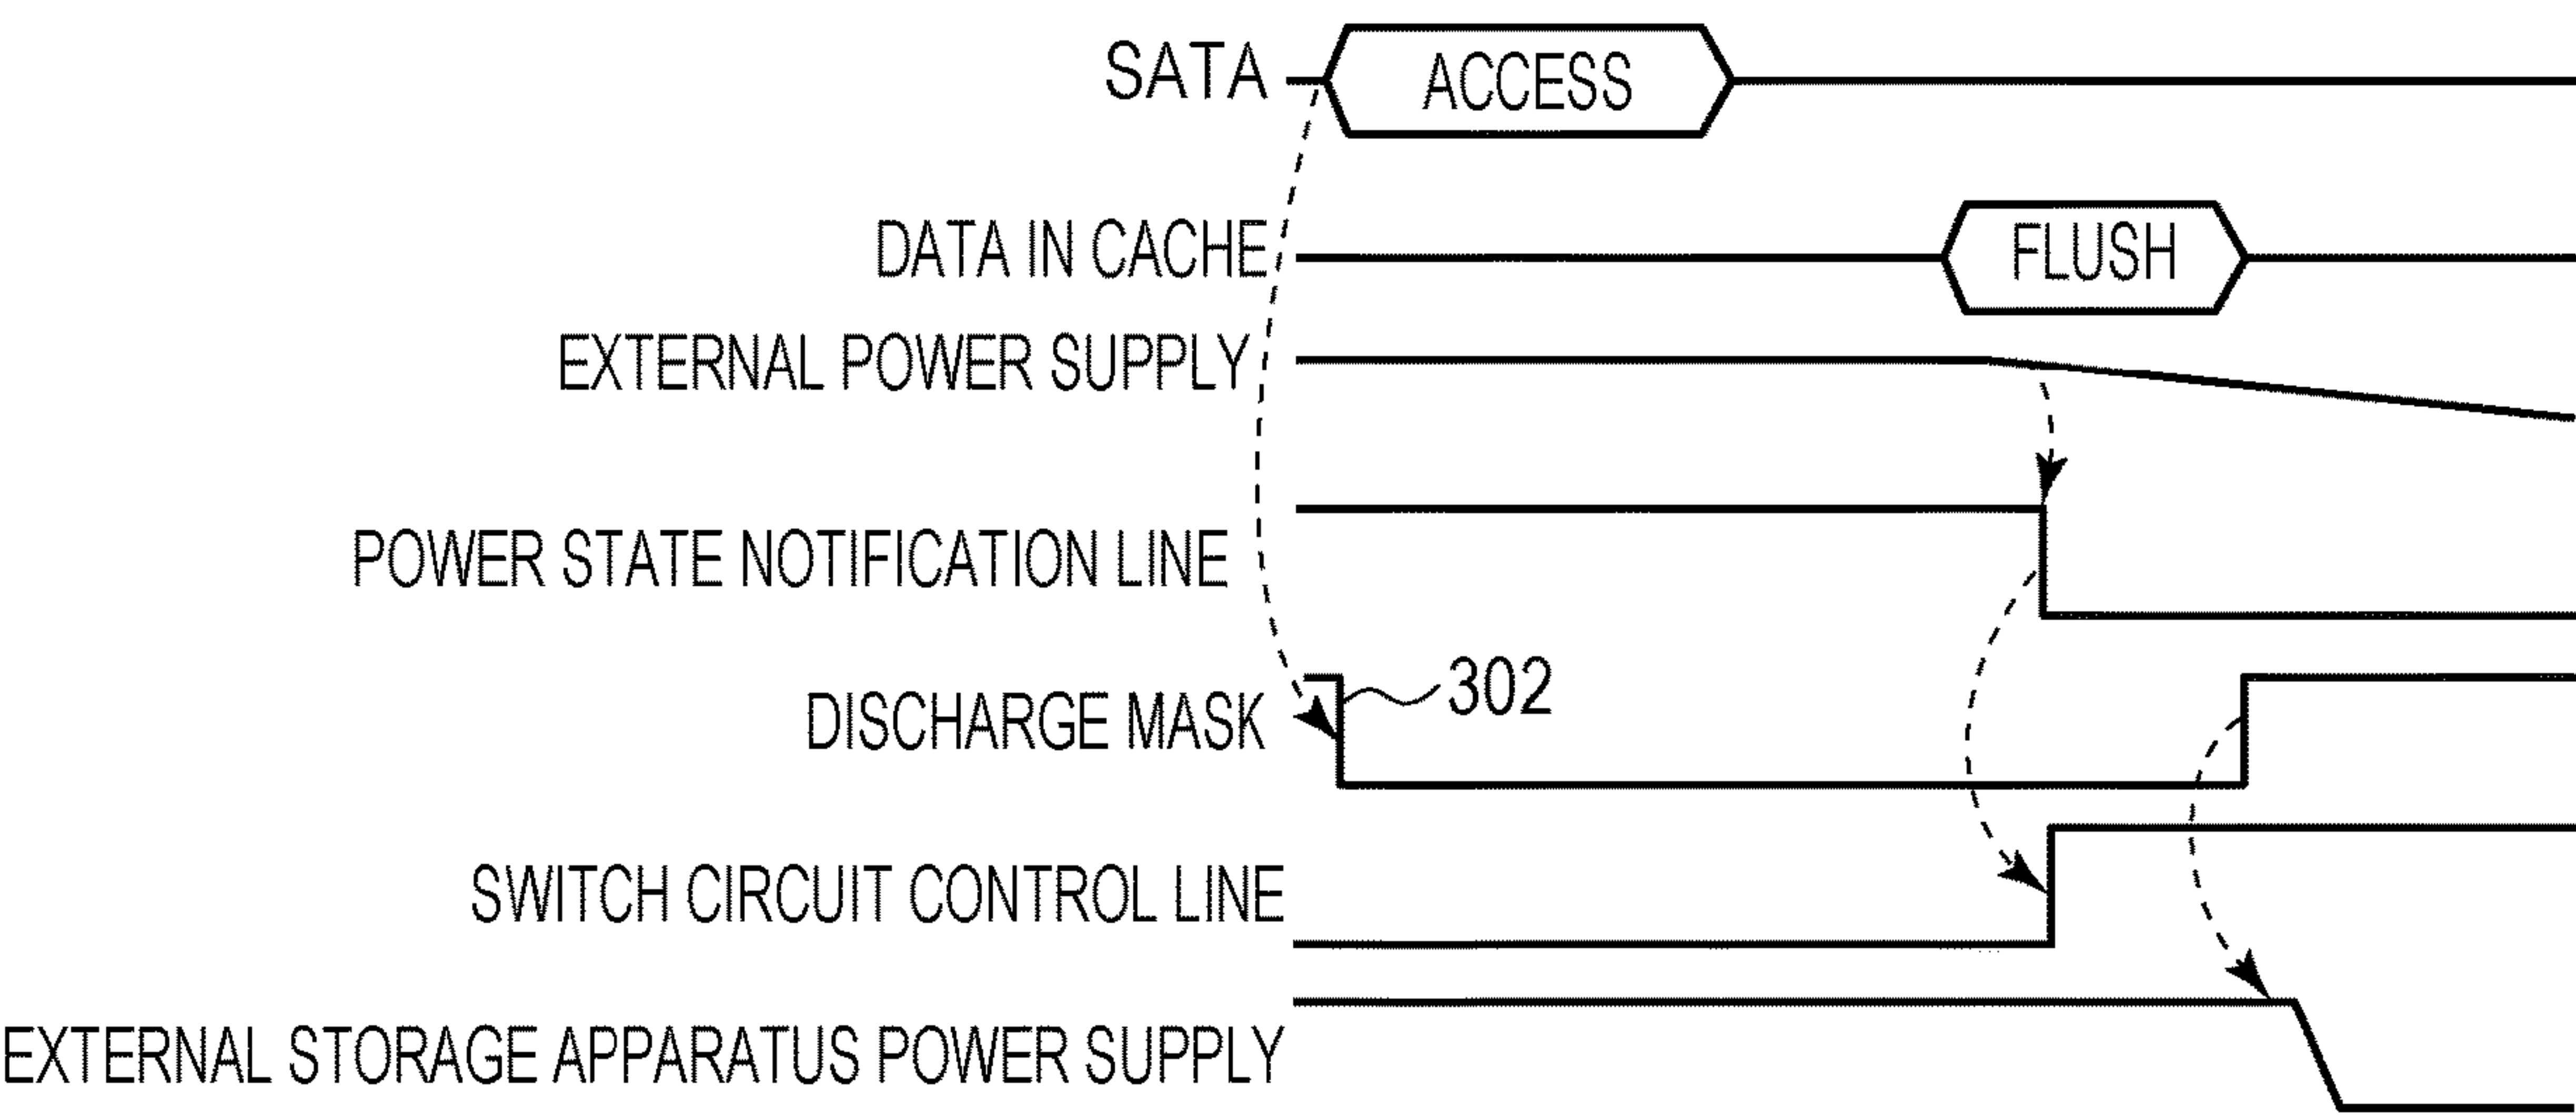 SATA ACCESS
DATA IN CACHE FLUSH
EXTERNAL POWER SUPPLY
POWER STATE NOTIFICATION LINE
DISCHARGE MASK 302
SWITCH CIRCUIT CONTROL LINE
EXTERNAL STORAGE APPARATUS POWER SUPPLY